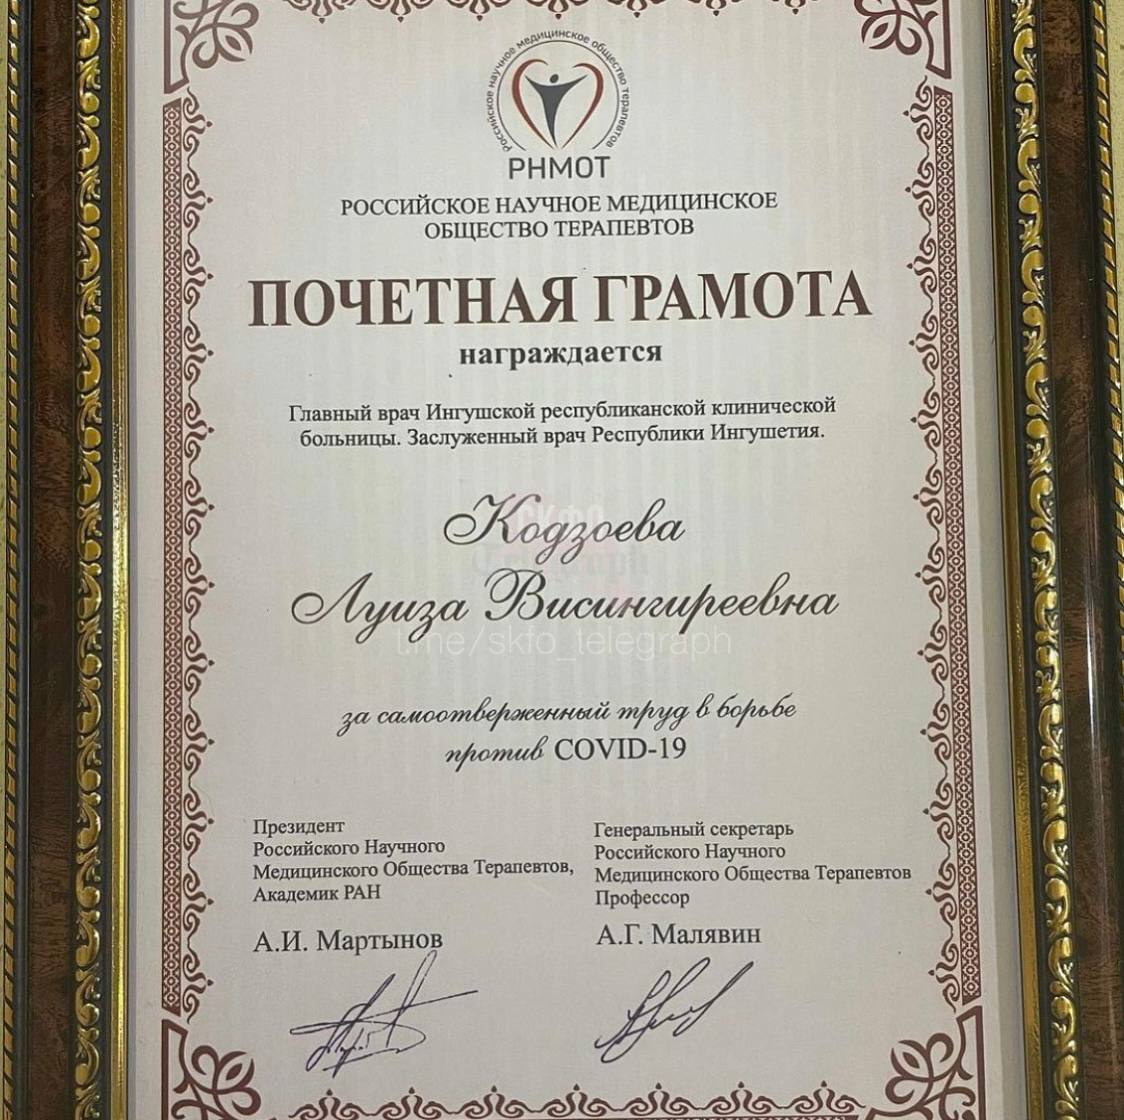 Российское научное медицинское общество терапевтов
РНМОТ
РОССИЙСКОЕ НАУЧНОЕ МЕДИЦИНСКОЕ
ОБЩЕСТВО ТЕРАПЕВТОВ
ПОЧЕТНАЯ ГРАМОТА
награждается
Главный врач Ингушской республиканской клинической
больницы. Заслуженный врач Республики Ингушетия.
Кодзоева
СКФО
Telegraph
Луиза Висингиреевна
t.me/skfo_telegraph
за самоотверженный труд в борьбе
против COVID-19
Президент
Российского Научного
Медицинского Общества Терапевтов,
Академик РАН
А.И. Мартынов
Генеральный секретарь
Российского Научного
Медицинского Общества Терапевтов
Профессор
А.Г. Малявин